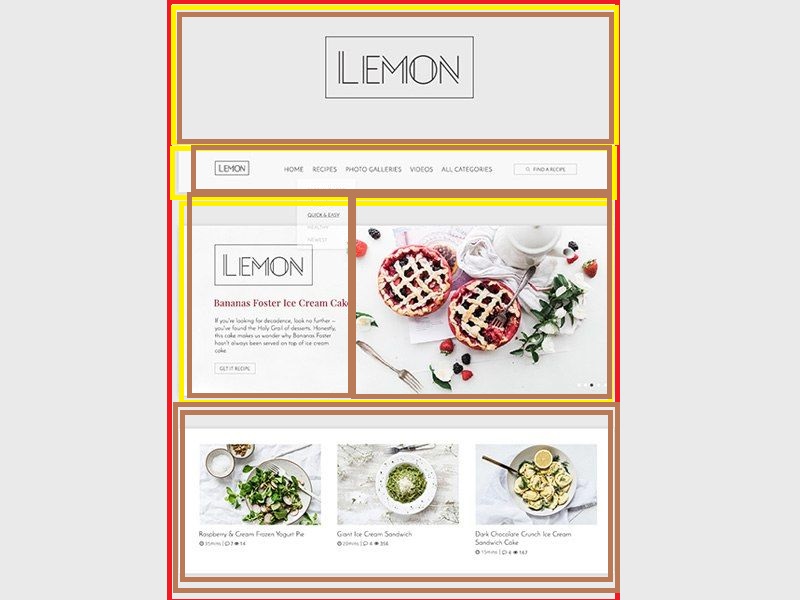 LEMON
LEMON HOME RECIPES PHOTO GALLERIES VIDEOS ALL CATEGORIES FIND A RECIPE
QUICK & EASY
HEALTHY
NEWEST
LEMON
Bananas Foster Ice Cream Cake
If you're looking for decadence, look no further –
you've found the Holy Grail of desserts. Honestly,
this cake makes us wonder why Bananas Foster
hasn't always been served on top of ice cream
cake.
GET IT RECIPE
Raspberry & Cream Frozen Yogurt Pie
35mins | 7 14
Giant Ice Cream Sandwich
20mins | 4 356
Dark Chocolate Crunch Ice Cream
Sandwich Cake
15mins | 4 167